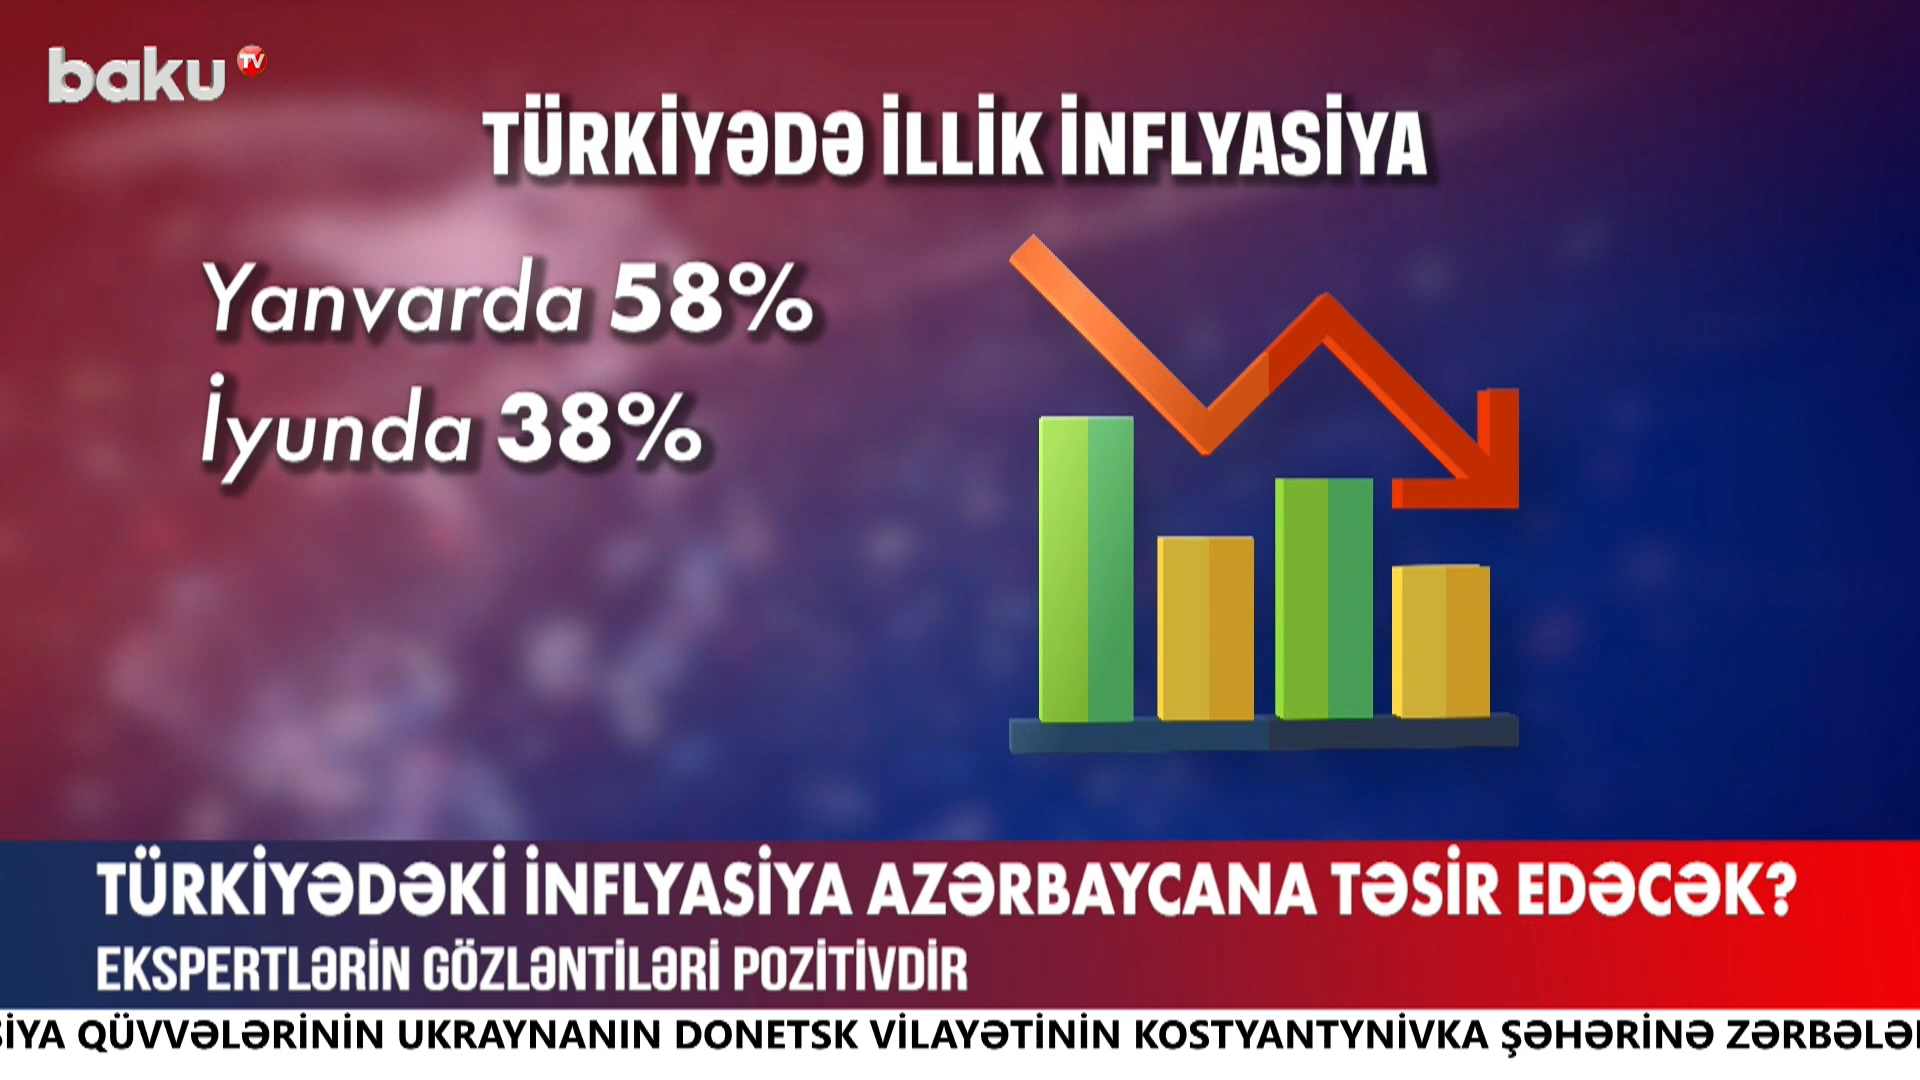 baku TV
TÜRKİYƏDƏ İLLİK İNFLYASİYA
Yanvarda 58%
İyunda 38%
TÜRKİYƏDƏKİ İNFLYASİYA AZƏRBAYCANA TƏSİR EDƏCƏK?
EKSPERTLƏRİN GÖZLƏNTİLƏRİ POZİTİVDİR
QÜVVƏLƏRİNİN UKRAYNANIN DONETSK VİLAYƏTİNİN KOSTYANTYNİVKA ŞƏHƏRİNƏ